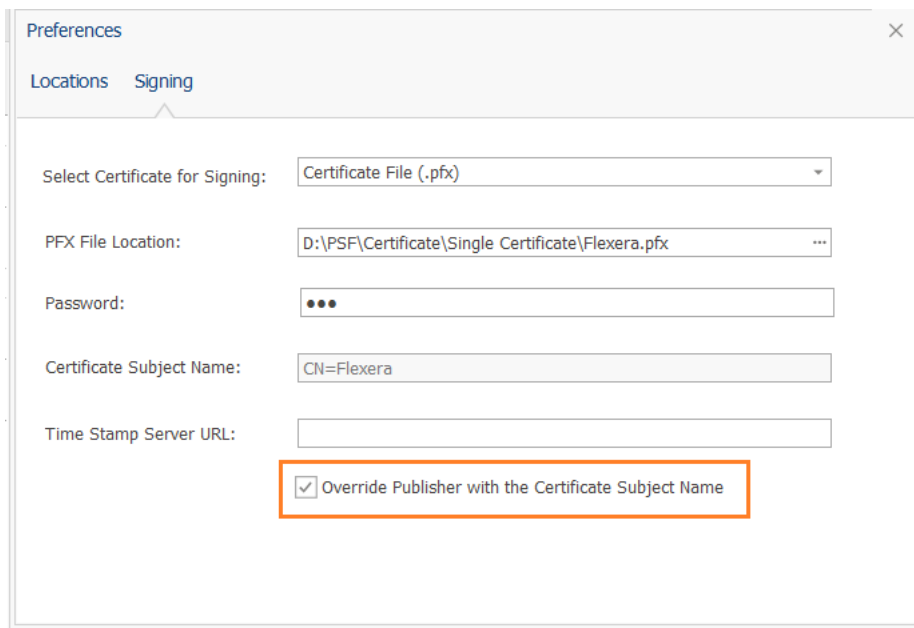 Preferences
Locations Signing
Select Certificate for Signing: Certificate File (.pfx)
PFX File Location: D:\PSF\Certificate\Single Certificate\Flexera.pfx ...
Password: ●●●
Certificate Subject Name: CN=Flexera
Time Stamp Server URL:
Override Publisher with the Certificate Subject Name